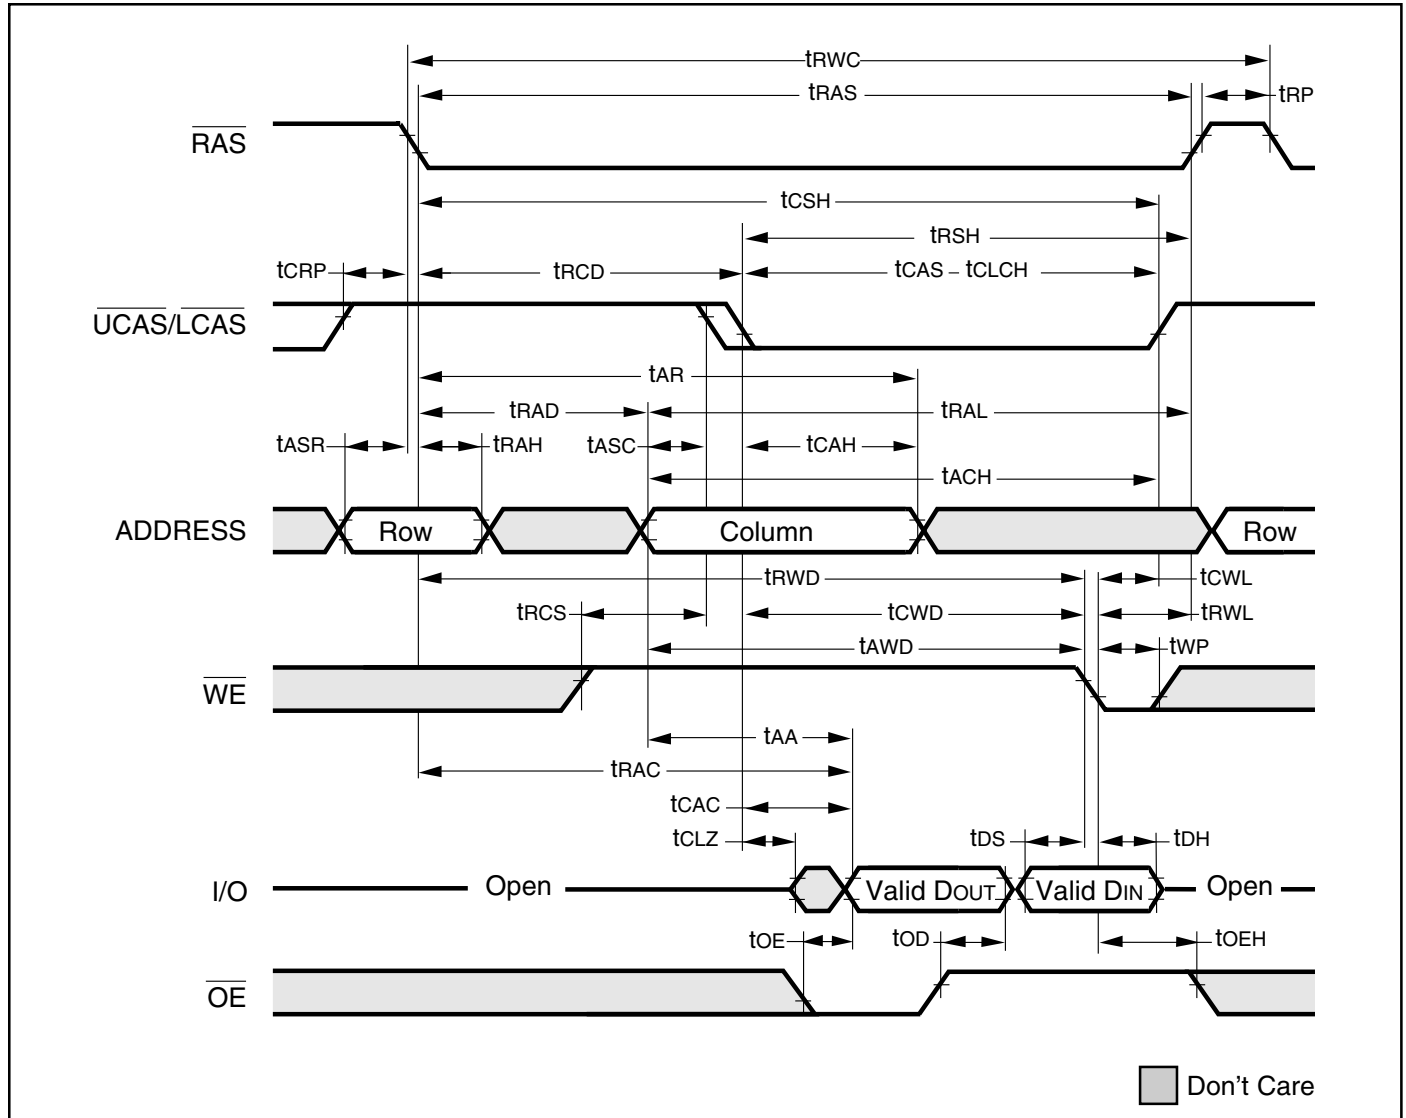 tRWC
tRAS
tRP
RAS
tCSH
tRSH
tCRP
tRCD
tCAS – tCLCH
UCAS/LCAS
tAR
tRAD
tRAL
tASR
tRAH
tASC
tCAH
tACH
ADDRESS
Row
Column
Row
tRWD
tCWL
tRCS
tCWD
tRWL
tAWD
tWP
WE
tAA
tRAC
tCAC
tCLZ
tDS
tDH
I/O
Open
Valid DOUT
Valid DIN
Open
tOE
tOD
tOEH
OE
Don't Care